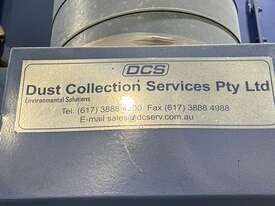 DCS
Dust Collection Services Pty Ltd
Environmental Solutions
Tel. (617) 3888 Fax (617) 3888 4988
E-mail sales@dcserv.com.au